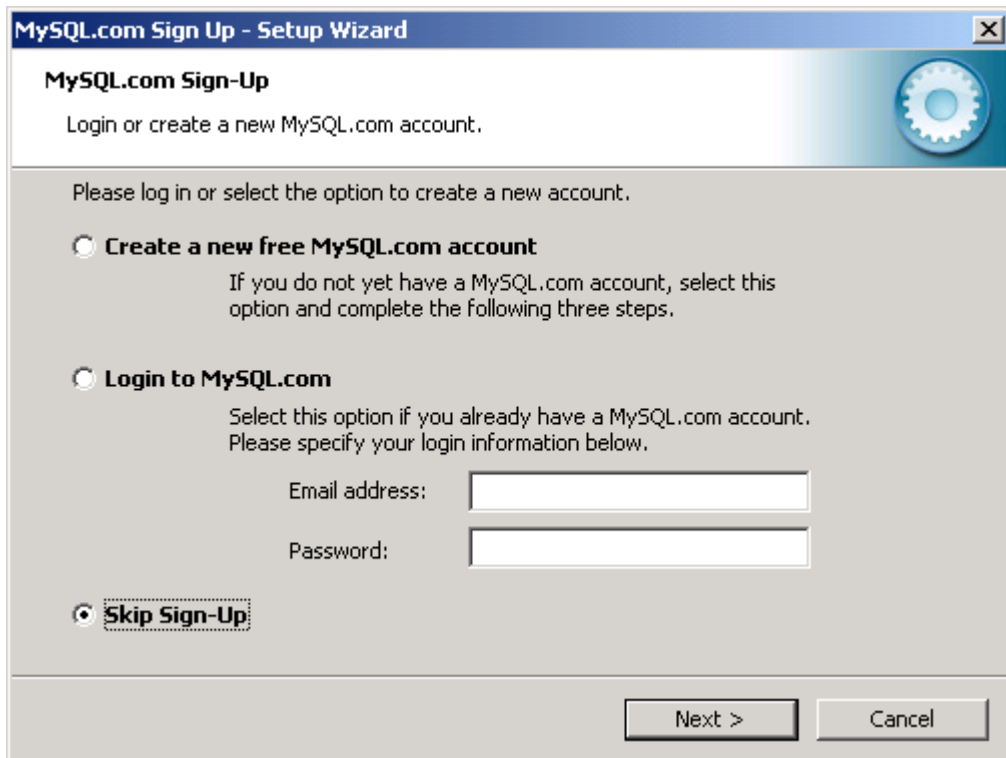 MySQL.com Sign Up - Setup Wizard
MySQL.com Sign-Up
Login or create a new MySQL.com account.
Please log in or select the option to create a new account.
Create a new free MySQL.com account
If you do not yet have a MySQL.com account, select this
option and complete the following three steps.
Login to MySQL.com
Select this option if you already have a MySQL.com account.
Please specify your login information below.
Email address:
Password:
Skip Sign-Up
Next >
Cancel